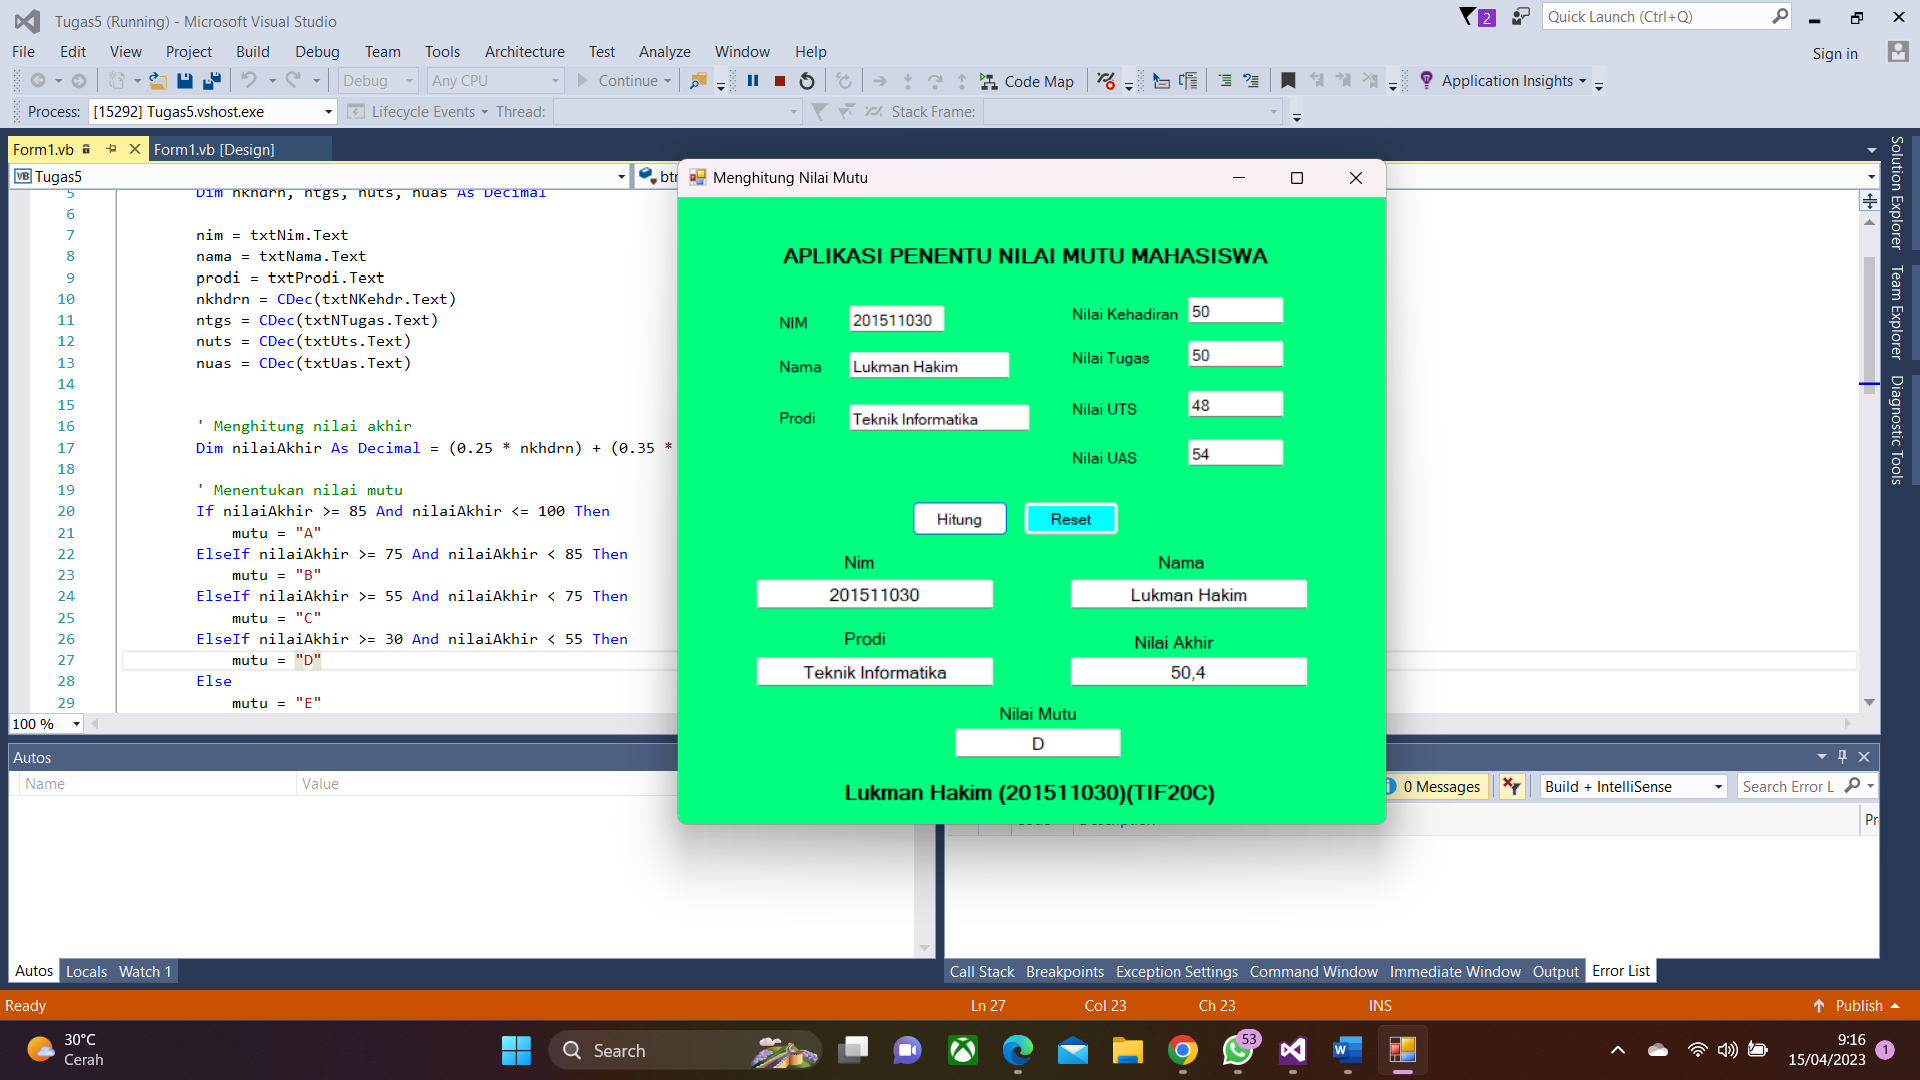 Tugas5 (Running) - Microsoft Visual Studio
2
Quick Launch (Ctrl+Q)
File Edit View Project Build Debug Team Tools Architecture Test Analyze Window Help
Sign in
Debug Any CPU Continue Code Map Application Insights
Process: [15292] Tugas5.vshost.exe Lifecycle Events Thread: Stack Frame:
Form1.vb Form1.vb [Design]
VB Tugas5
5 Dim nkhdrn, ntgs, nuts, nuas As Decimal
6
7 nim = txtNim.Text
8 nama = txtNama.Text
9 prodi = txtProdi.Text
10 nkhdrn = CDec(txtNKehdr.Text)
11 ntgs = CDec(txtNTugas.Text)
12 nuts = CDec(txtUts.Text)
13 nuas = CDec(txtUas.Text)
14
15
16 ' Menghitung nilai akhir
17 Dim nilaiAkhir As Decimal = (0.25 * nkhdrn) + (0.35 *
18
19 ' Menentukan nilai mutu
20 If nilaiAkhir >= 85 And nilaiAkhir <= 100 Then
21 mutu = "A"
22 ElseIf nilaiAkhir >= 75 And nilaiAkhir < 85 Then
23 mutu = "B"
24 ElseIf nilaiAkhir >= 55 And nilaiAkhir < 75 Then
25 mutu = "C"
26 ElseIf nilaiAkhir >= 30 And nilaiAkhir < 55 Then
27 mutu = "D"
28 Else
29 mutu = "E"
100 %
Menghitung Nilai Mutu
APLIKASI PENENTU NILAI MUTU MAHASISWA
NIM 201511030 Nilai Kehadiran 50
Nama Lukman Hakim Nilai Tugas 50
Prodi Teknik Informatika Nilai UTS 48
Nilai UAS 54
Hitung Reset
Nim Nama
201511030 Lukman Hakim
Prodi Nilai Akhir
Teknik Informatika 50,4
Nilai Mutu
D
Lukman Hakim (201511030)(TIF20C)
Solution Explorer
Team Explorer
Diagnostic Tools
Autos
Name Value
0 Messages Build + IntelliSense Search Error L
Autos Locals Watch 1
Call Stack Breakpoints Exception Settings Command Window Immediate Window Output Error List
Ready Ln 27 Col 23 Ch 23 INS Publish
30°C
Cerah
Search
53
9:16
15/04/2023
1